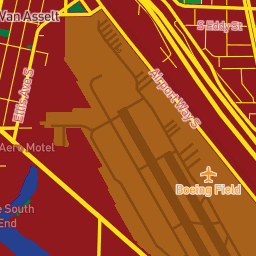 Van Asselt
S Eddy St
Airport Way S
Ellis Ave S
Aero Motel
Boeing Field
e South
End